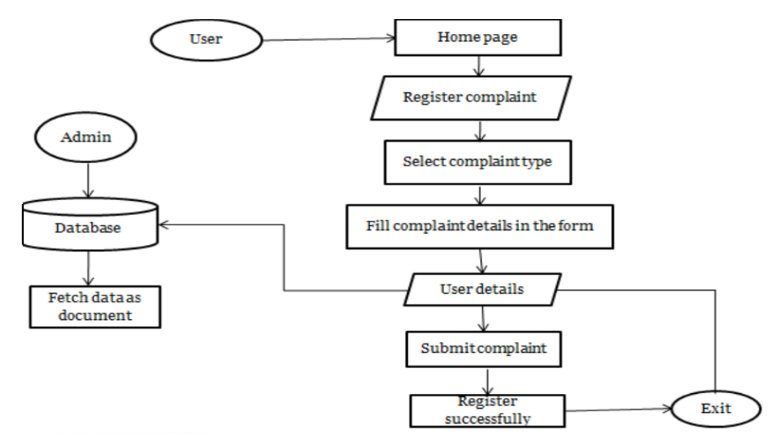 User
Home page
Register complaint
Admin
Select complaint type
Database
Fill complaint details in the form
Fetch data as
document
User details
Submit complaint
Register
successfully
Exit